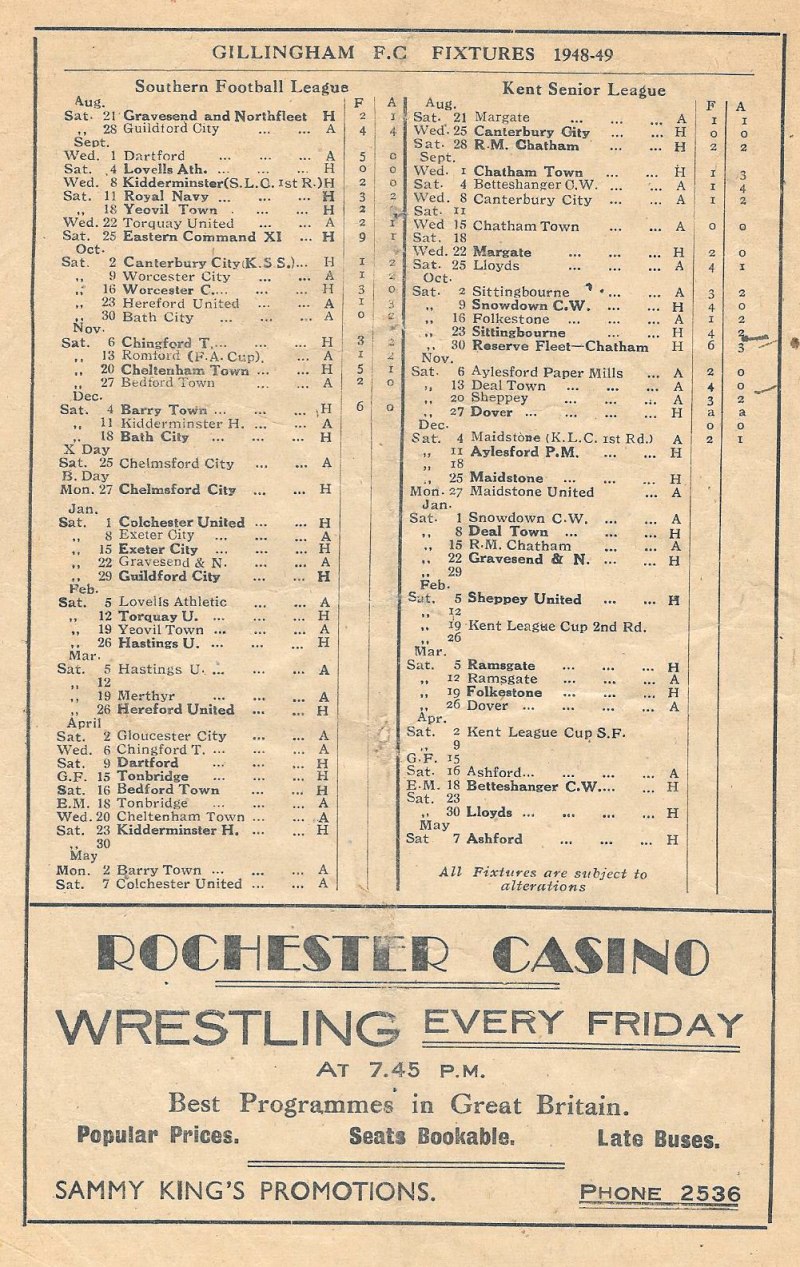 GILLINGHAM F.C FIXTURES 1948-49
Southern Football League
F A
Aug.
Sat. 21 Gravesend and Northfleet H 2 1
,, 28 Guildford City ... ... A 4 4
Sept.
Wed. 1 Dartford ... ... ... A 5 0
Sat. 4 Lovells Ath. ... ... ... H 0 0
Wed. 8 Kidderminster(S.L.C. 1st R.)H 2 0
Sat. 11 Royal Navy ... ... ... H 3 2
,, 18 Yeovil Town . ... ... H 2
Wed. 22 Torquay United ... ... A 2 1
Sat. 25 Eastern Command XI ... H 9 1
Oct.
Sat. 2 Canterbury City(K.S S.)... H 1 2
,, 9 Worcester City ... ... A 1 2
,, 16 Worcester C.... ... ... H 3 0
,, 23 Hereford United ... ... A 1 3
,, 30 Bath City ... ... ... A 0 2
Nov.
Sat. 6 Chingford T.... ... ... H 3 2
,, 13 Romford (F.A. Cup). ... A 1 2
,, 20 Cheltenham Town ... ... H 5 1
,, 27 Bedford Town ... ... A 2 0
Dec.
Sat. 4 Barry Town ... ... ... H 6 0
,, 11 Kidderminster H. ... ... A
,, 18 Bath City ... ... ... H
X Day
Sat. 25 Chelmsford City ... ... A
B. Day
Mon. 27 Chelmsford City ... ... H
Jan.
Sat. 1 Colchester United ... ... H
,, 8 Exeter City ... ... ... A
,, 15 Exeter City ... ... ... H
,, 22 Gravesend & N. ... ... A
,, 29 Guildford City ... ... H
Feb.
Sat. 5 Lovells Athletic ... ... A
,, 12 Torquay U. ... ... ... H
,, 19 Yeovil Town ... ... ... A
,, 26 Hastings U. ... ... ... H
Mar.
Sat. 5 Hastings U. ... ... ... A
,, 12
,, 19 Merthyr ... ... ... A
,, 26 Hereford United ... ... H
April
Sat. 2 Gloucester City ... ... A
Wed. 6 Chingford T. ... ... ... A
Sat. 9 Dartford ... ... ... H
G.F. 15 Tonbridge ... ... ... H
Sat. 16 Bedford Town ... ... H
E.M. 18 Tonbridge ... ... ... A
Wed. 20 Cheltenham Town ... ... A
Sat. 23 Kidderminster H. ... ... H
,, 30
May
Mon. 2 Barry Town ... ... ... A
Sat. 7 Colchester United ... ... A
Kent Senior League
F A
Aug.
Sat. 21 Margate ... ... ... A 1 1
Wed. 25 Canterbury City ... ... H 0 0
Sat. 28 R.M. Chatham ... ... H 2 2
Sept.
Wed. 1 Chatham Town ... H 1 3
Sat. 4 Betteshanger C.W. ... ... A 1 4
Wed. 8 Canterbury City ... ... A 1 2
Sat. 11
Wed 15 Chatham Town ... ... A 0 0
Sat. 18
Wed. 22 Margate ... ... ... H 2 0
Sat. 25 Lloyds ... ... ... A 4 1
Oct.
Sat. 2 Sittingbourne ... ... A 3 2
,, 9 Snowdown C.W. ... ... H 4 0
,, 16 Folkestone ... ... ... A 1 2
,, 23 Sittingbourne ... ... H 4 2
,, 30 Reserve Fleet—Chatham H 6 3
Nov.
Sat. 6 Aylesford Paper Mills ... A 2 0
,, 13 Deal Town ... ... ... A 4 0
,, 20 Sheppey ... ... ... A 3 2
,, 27 Dover ... ... ... ... H a a
Dec. 0 0
Sat. 4 Maidstone (K.L.C. 1st Rd.) A 2 1
,, 11 Aylesford P.M. ... ... H
,, 18
,, 25 Maidstone ... ... ... H
Mon. 27 Maidstone United ... A
Jan.
Sat. 1 Snowdown C.W. ... ... A
,, 8 Deal Town ... ... ... H
,, 15 R.M. Chatham ... ... A
,, 22 Gravesend & N. ... ... H
,, 29
Feb.
Sat. 5 Sheppey United ... ... H
,, 12
,, 19 Kent League Cup 2nd Rd.
,, 26
Mar.
Sat. 5 Ramsgate ... ... ... H
,, 12 Ramsgate ... ... ... A
,, 19 Folkestone ... ... ... H
,, 26 Dover ... ... ... ... A
Apr.
Sat. 2 Kent League Cup S.F.
,, 9
G.F. 15
Sat. 16 Ashford... ... ... ... A
E.M. 18 Betteshanger C.W.... ... H
Sat. 23
,, 30 Lloyds ... ... ... ... H
May
Sat 7 Ashford ... ... ... H
All Fixtures are subject to
alterations
ROCHESTER CASINO
WRESTLING EVERY FRIDAY
AT 7.45 P.M.
Best Programmes in Great Britain.
Popular Prices. Seats Bookable. Late Buses.
SAMMY KING'S PROMOTIONS. PHONE 2536